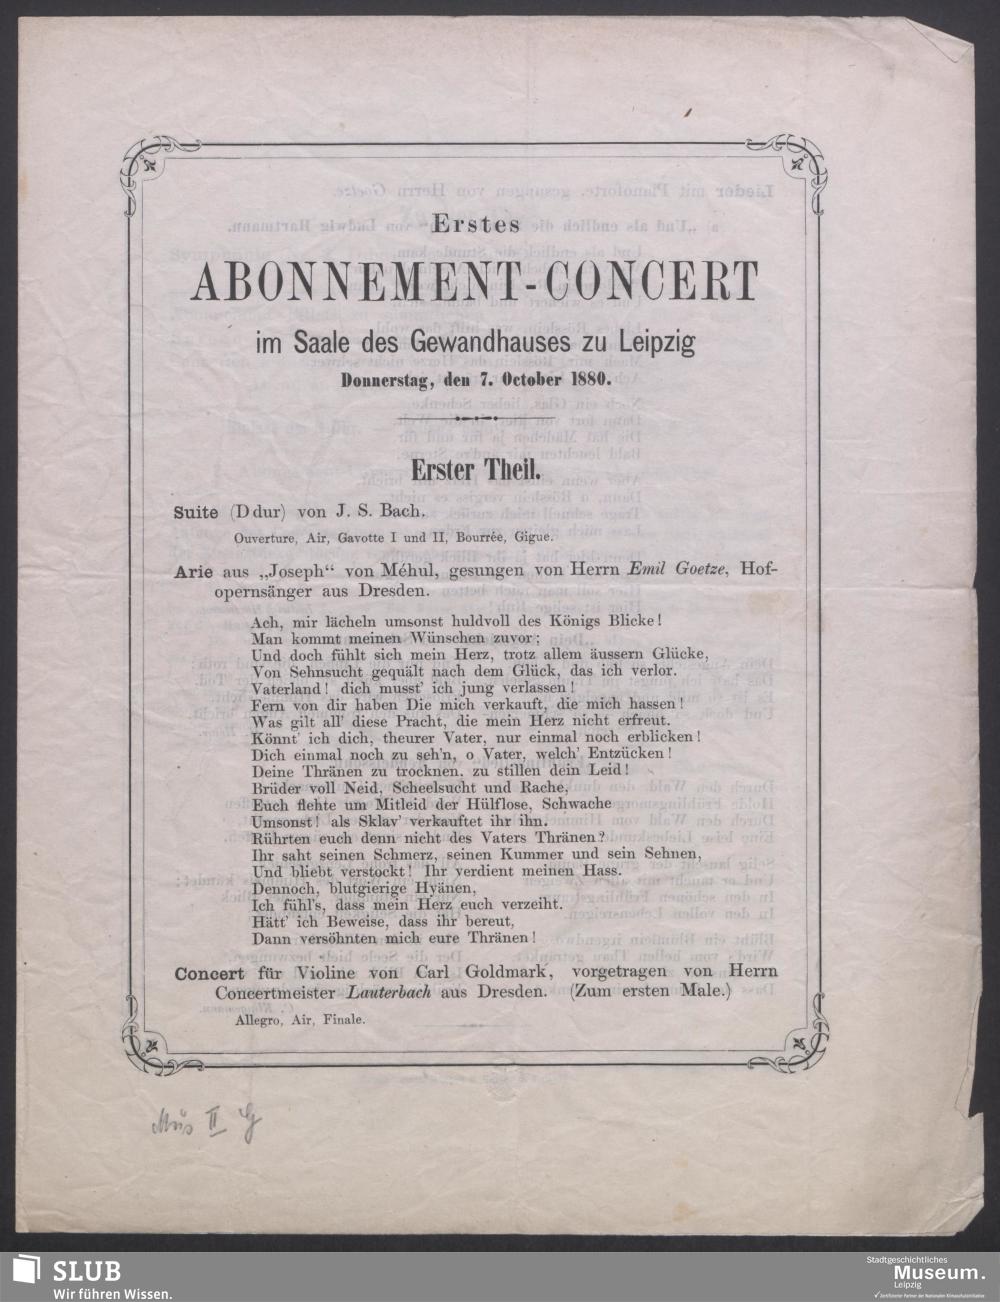 Erstes
ABONNEMENT-CONCERT
im Saale des Gewandhauses zu Leipzig
Donnerstag, den 7. October 1880.
Erster Theil.
Suite (D dur) von J. S. Bach.
Ouverture, Air, Gavotte I und II, Bourrée, Gigue.
Arie aus „Joseph“ von Méhul, gesungen von Herrn Emil Goetze, Hof-
opernsänger aus Dresden.
Ach, mir lächeln umsonst huldvoll des Königs Blicke!
Man kommt meinen Wünschen zuvor;
Und doch fühlt sich mein Herz, trotz allem äussern Glücke,
Von Sehnsucht gequält nach dem Glück, das ich verlor.
Vaterland! dich musst' ich jung verlassen!
Fern von dir haben Die mich verkauft, die mich hassen!
Was gilt all' diese Pracht, die mein Herz nicht erfreut.
Könnt' ich dich, theurer Vater, nur einmal noch erblicken!
Dich einmal noch zu seh'n, o Vater, welch' Entzücken!
Deine Thränen zu trocknen, zu stillen dein Leid!
Brüder voll Neid, Scheelsucht und Rache,
Euch flehte um Mitleid der Hülflose, Schwache
Umsonst! als Sklav' verkauftet ihr ihn.
Rührten euch denn nicht des Vaters Thränen?
Ihr saht seinen Schmerz, seinen Kummer und sein Sehnen,
Und bliebt verstockt! Ihr verdient meinen Hass.
Dennoch, blutgierige Hyänen,
Ich fühl's, dass mein Herz euch verzeiht.
Hätt' ich Beweise, dass ihr bereut,
Dann versöhnten mich eure Thränen!
Concert für Violine von Carl Goldmark, vorgetragen von Herrn
Concertmeister Lauterbach aus Dresden. (Zum ersten Male.)
Allegro, Air, Finale.
Mus II G
SLUB
Wir führen Wissen.
Stadtgeschichtliches
Museum.
Leipzig
Zertifizierter Partner der Nationalen Klimaschutzinitiative